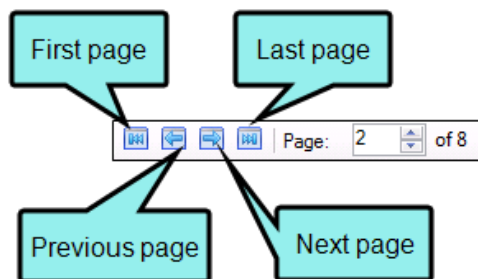 First page
Last page
Page: 2 of 8
Previous page
Next page